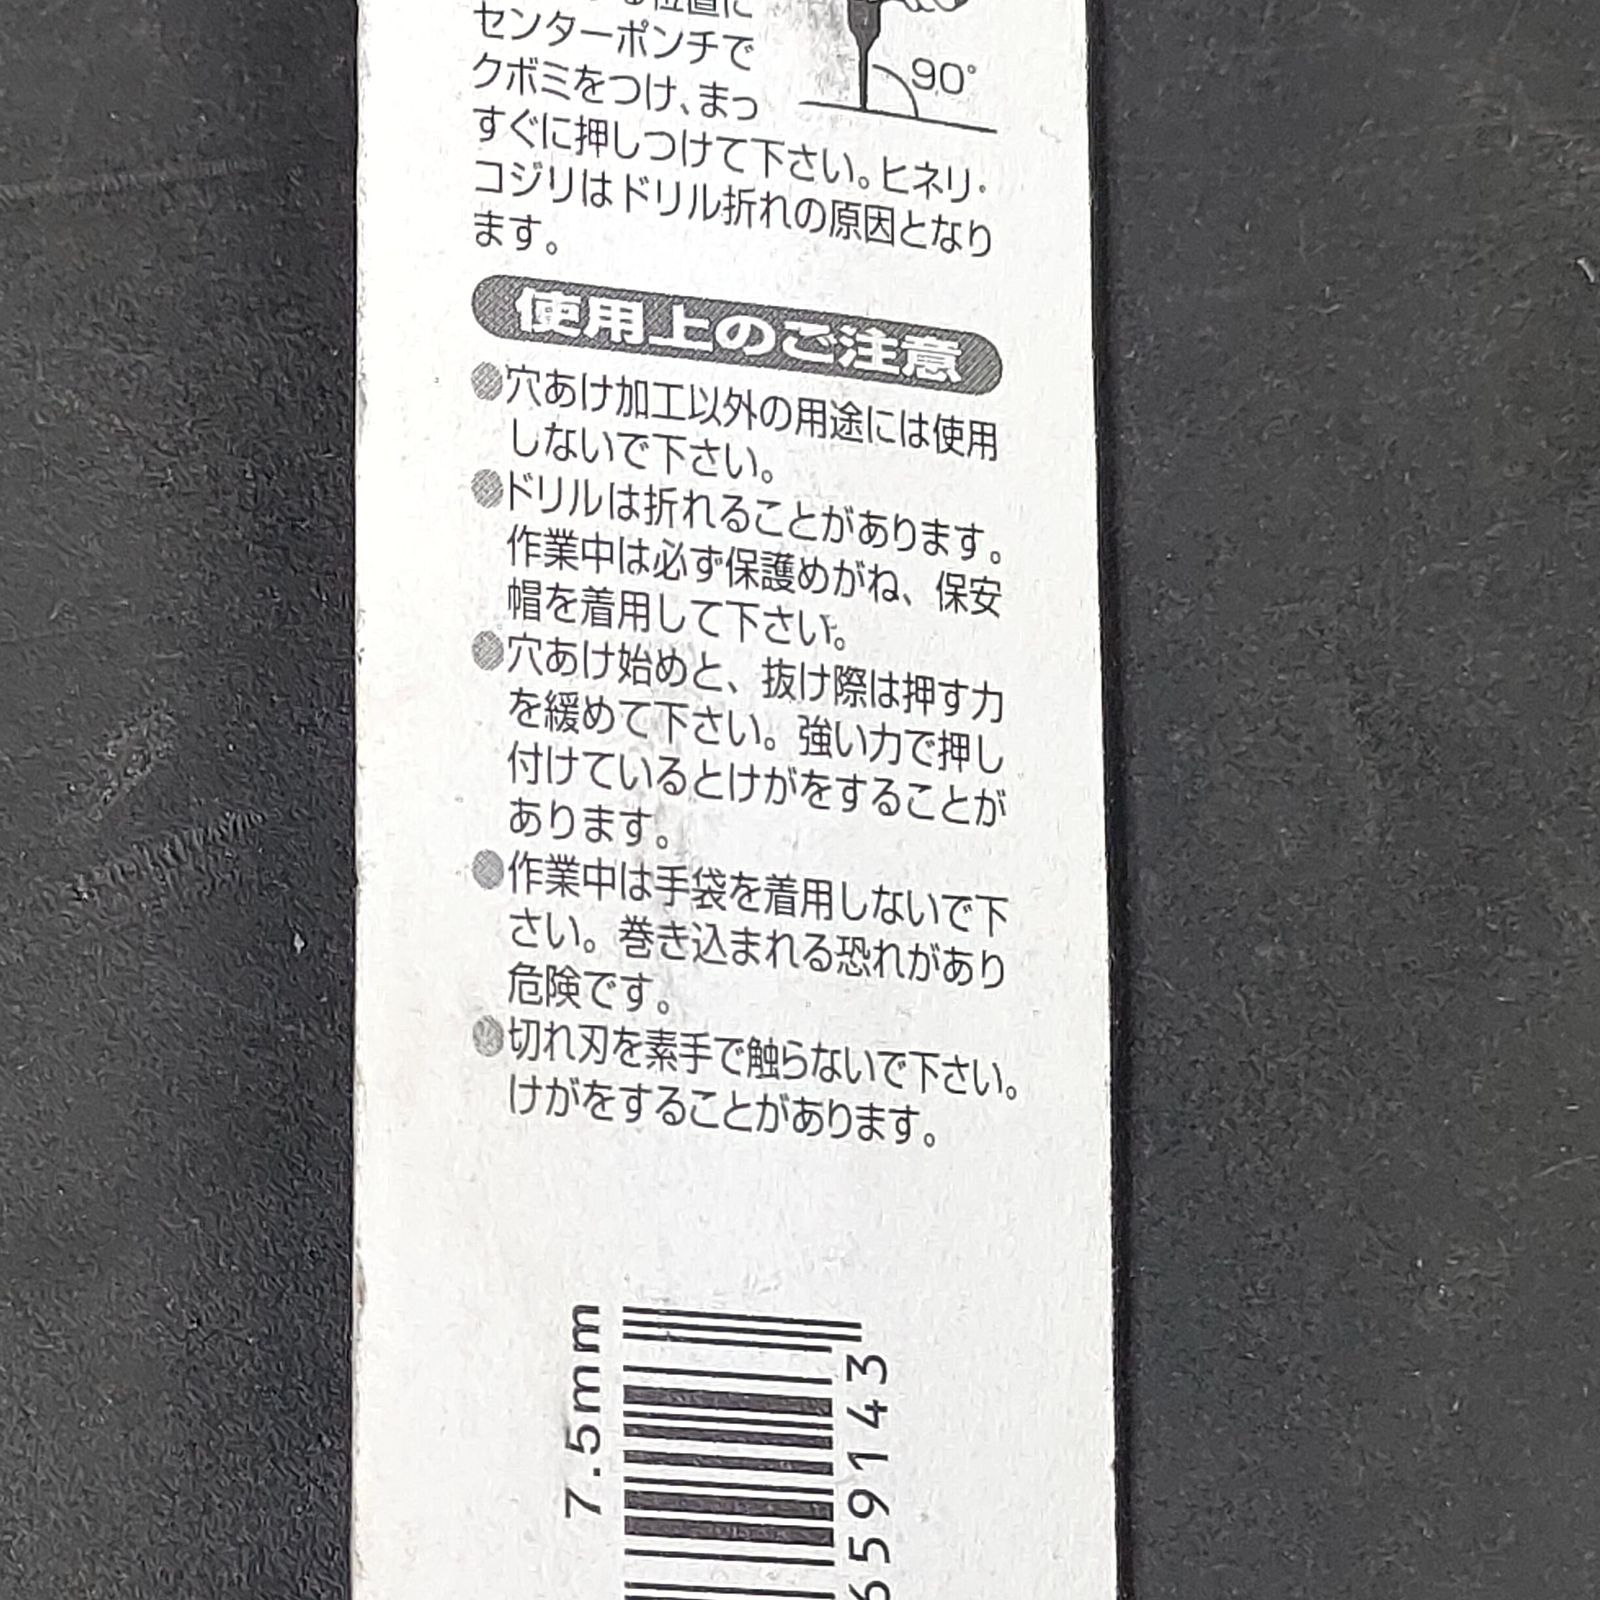 位置に
センターポンチで
クボミをつけ、まっ
すぐに押しつけて下さい。ヒネリ・
コジリはドリル折れの原因となり
ます。
90°
使用上のご注意
●穴あけ加工以外の用途には使用
しないで下さい。
●ドリルは折れることがあります。
作業中は必ず保護めがね、保安
帽を着用して下さい。
●穴あけ始めと、抜け際は押す力
を緩めて下さい。強い力で押し
付けているとけがをすることが
あります。
●作業中は手袋を着用しないで下
さい。巻き込まれる恐れがあり
危険です。
●切れ刃を素手で触らないで下さい。
けがをすることがあります。
7.5mm
659143